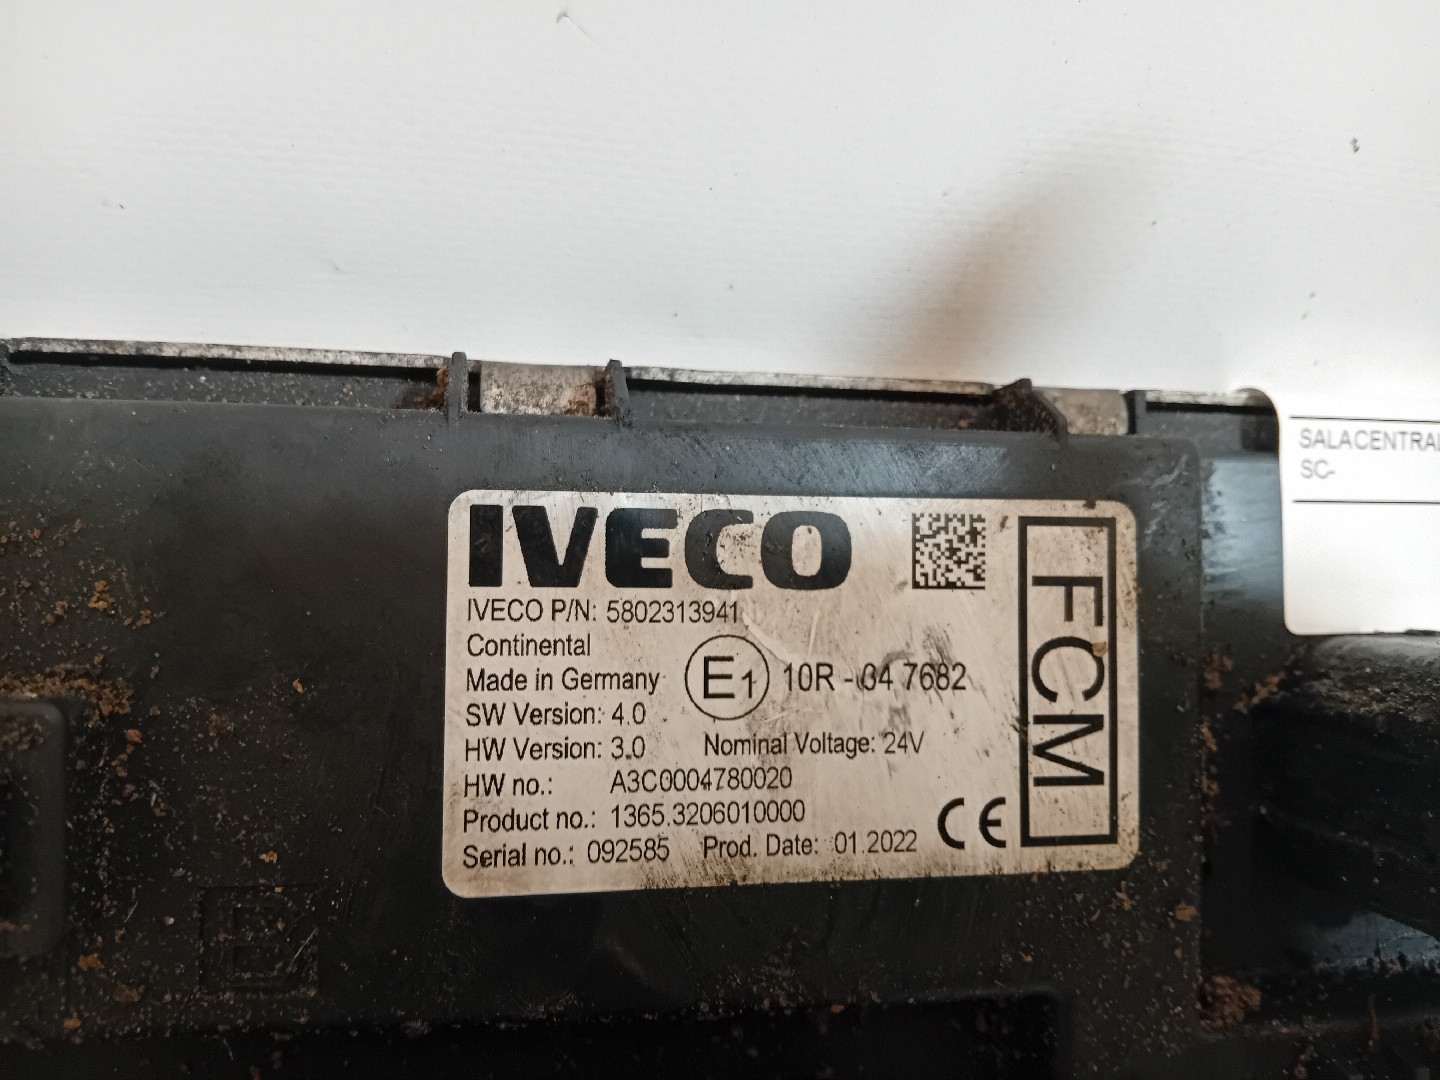 SALACENTRAL
SC-
IVECO
IVECO P/N: 5802313941
Continental
Made in Germany
E1 10R - 04 7682
SW Version: 4.0
HW Version: 3.0 Nominal Voltage: 24V
HW no.: A3C0004780020
Product no.: 1365.3206010000
Serial no.: 092585 Prod. Date: 01.2022
CE
FCM